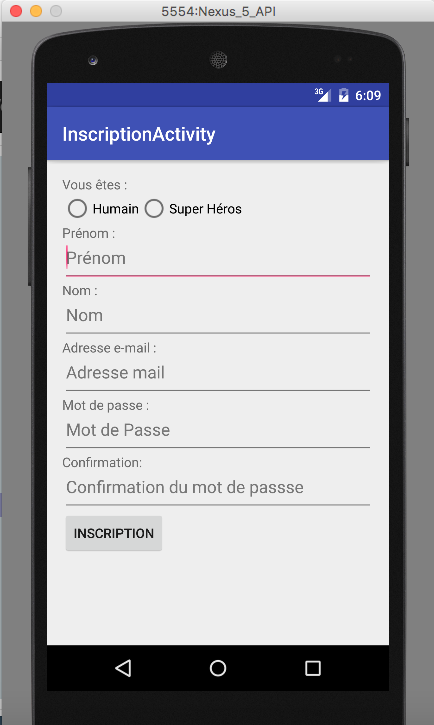 5554:Nexus_5_API
3G 6:09
InscriptionActivity
Vous êtes :
Humain Super Héros
Prénom :
Prénom
Nom :
Nom
Adresse e-mail :
Adresse mail
Mot de passe :
Mot de Passe
Confirmation:
Confirmation du mot de passse
INSCRIPTION